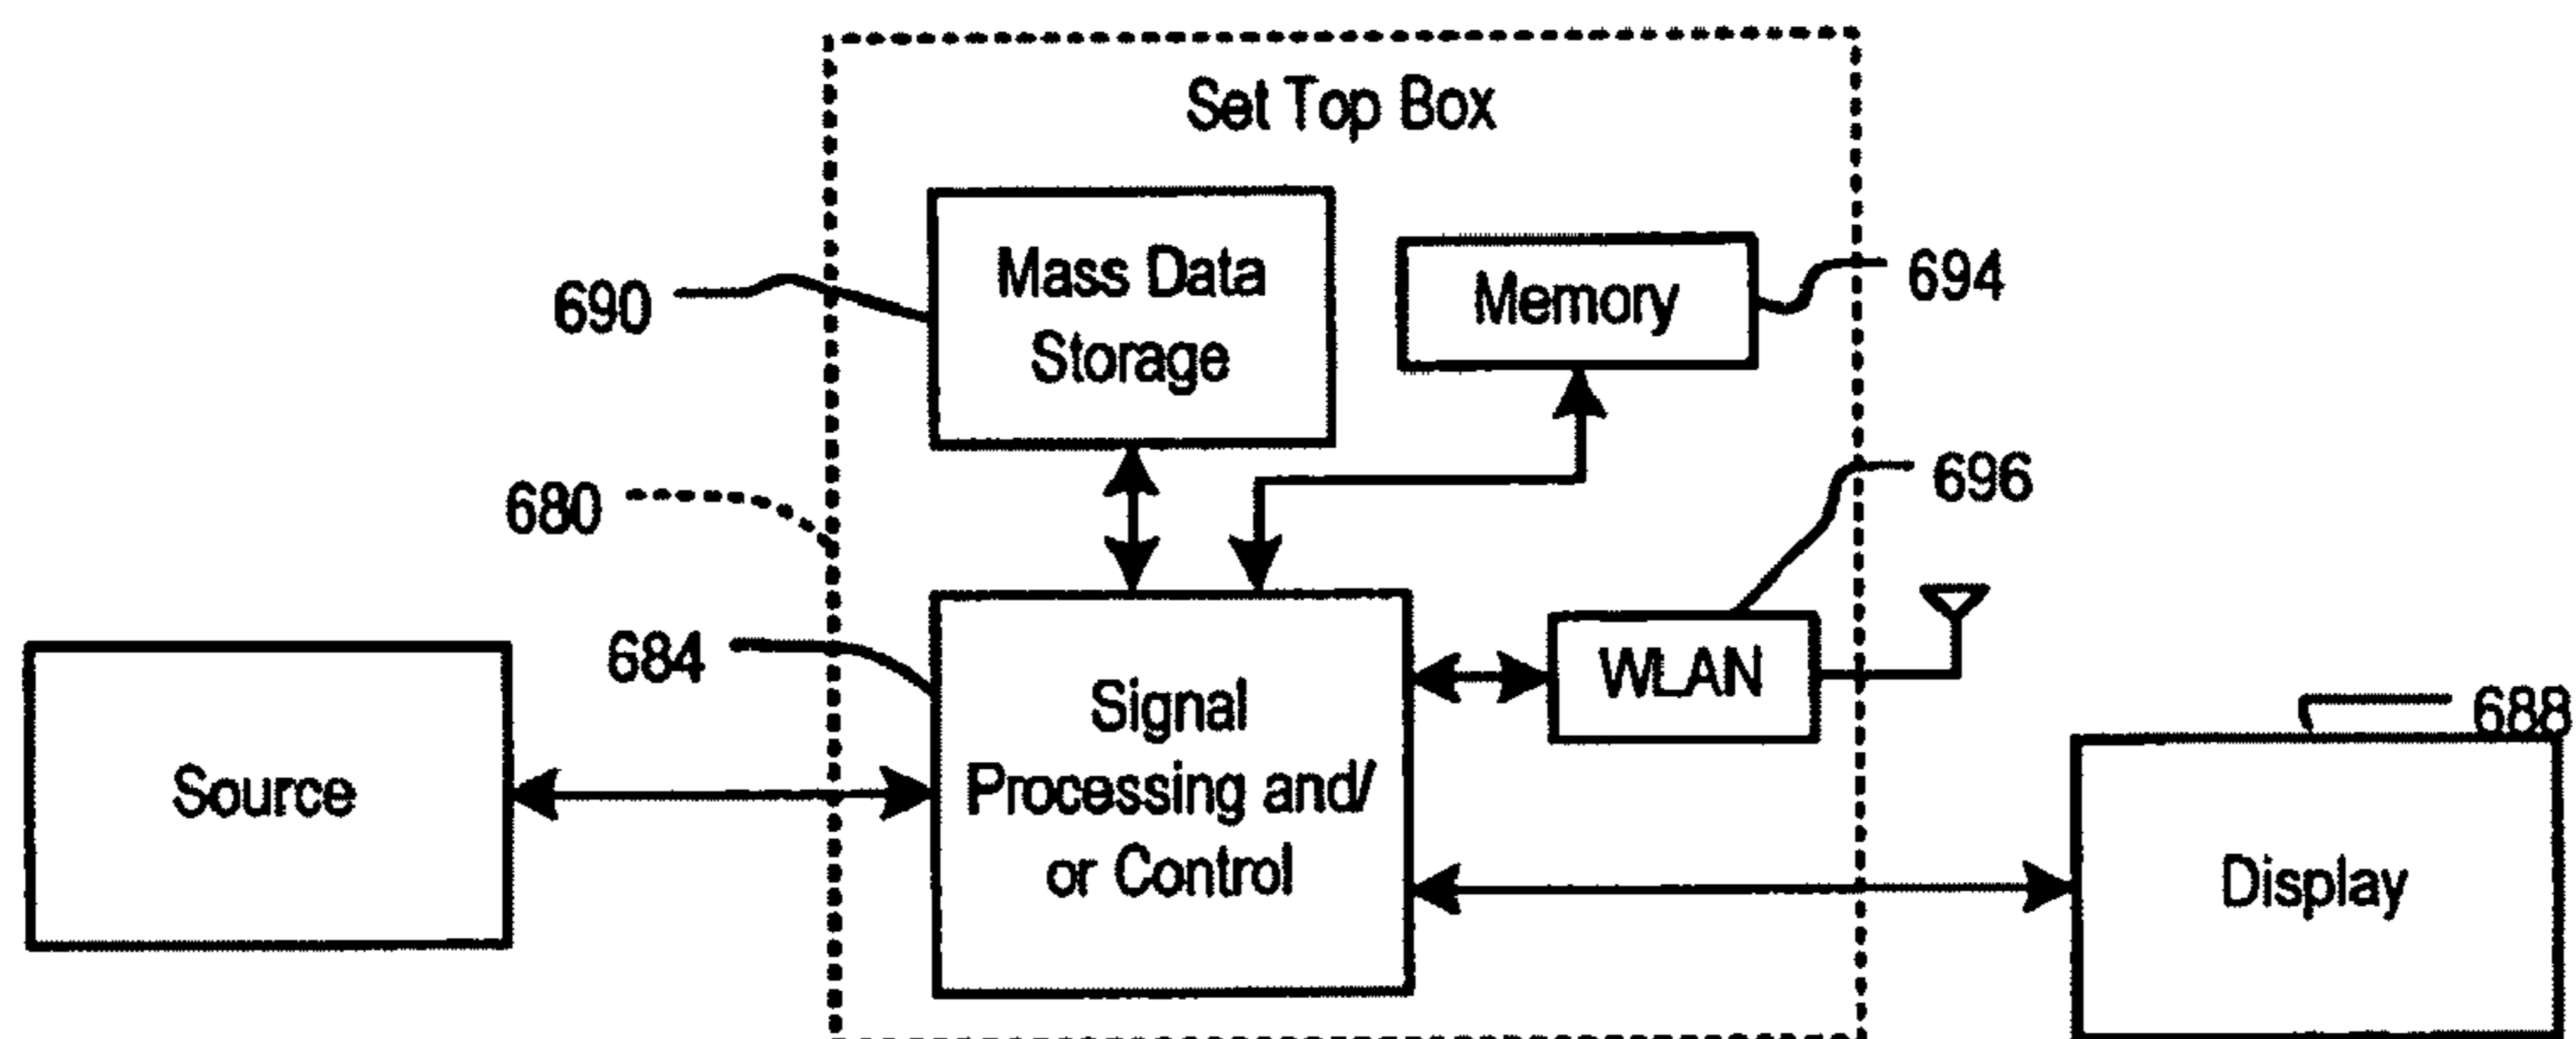 Set Top Box
Mass Data
Storage
Memory
690
694
680
696
684
WLAN
688
Source
Signal
Processing and/
or Control
Display